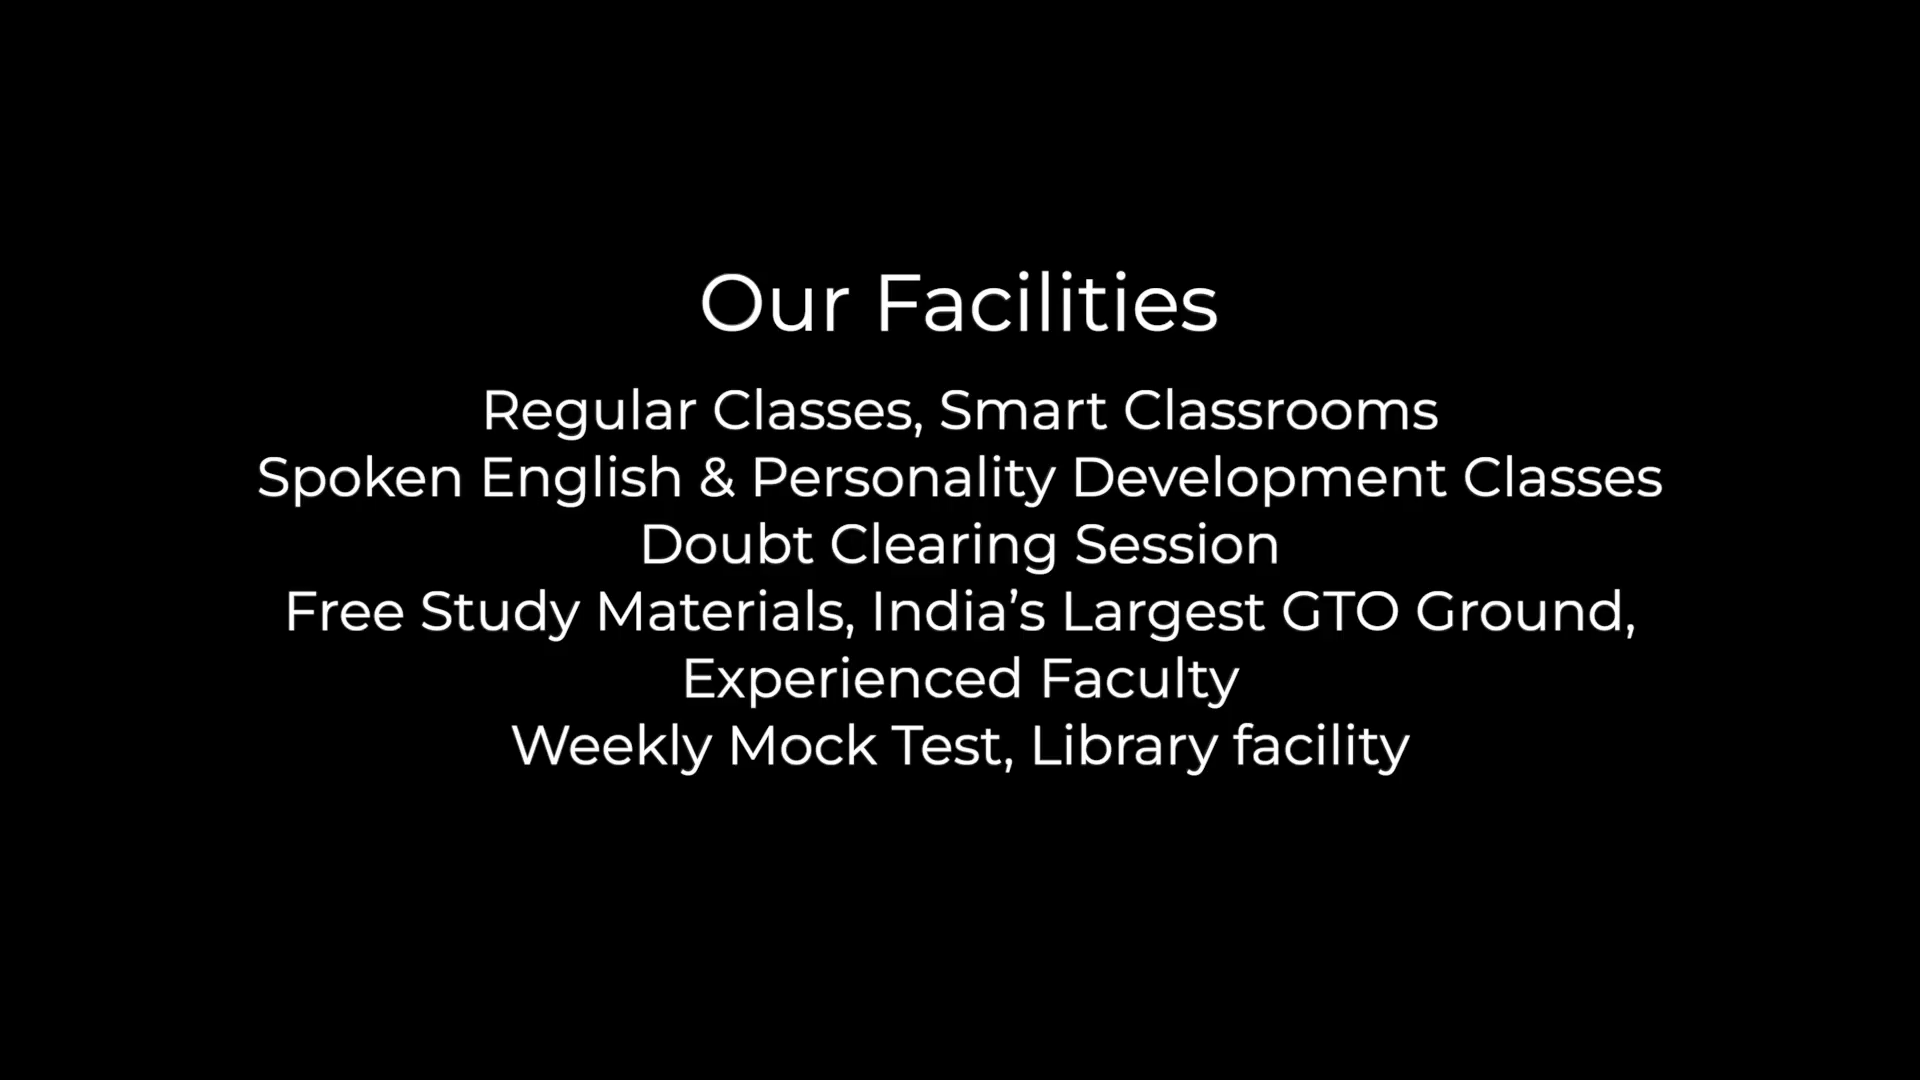 Our Facilities
Regular Classes, Smart Classrooms
Spoken English & Personality Development Classes
Doubt Clearing Session
Free Study Materials, India’s Largest GTO Ground,
Experienced Faculty
Weekly Mock Test, Library facility